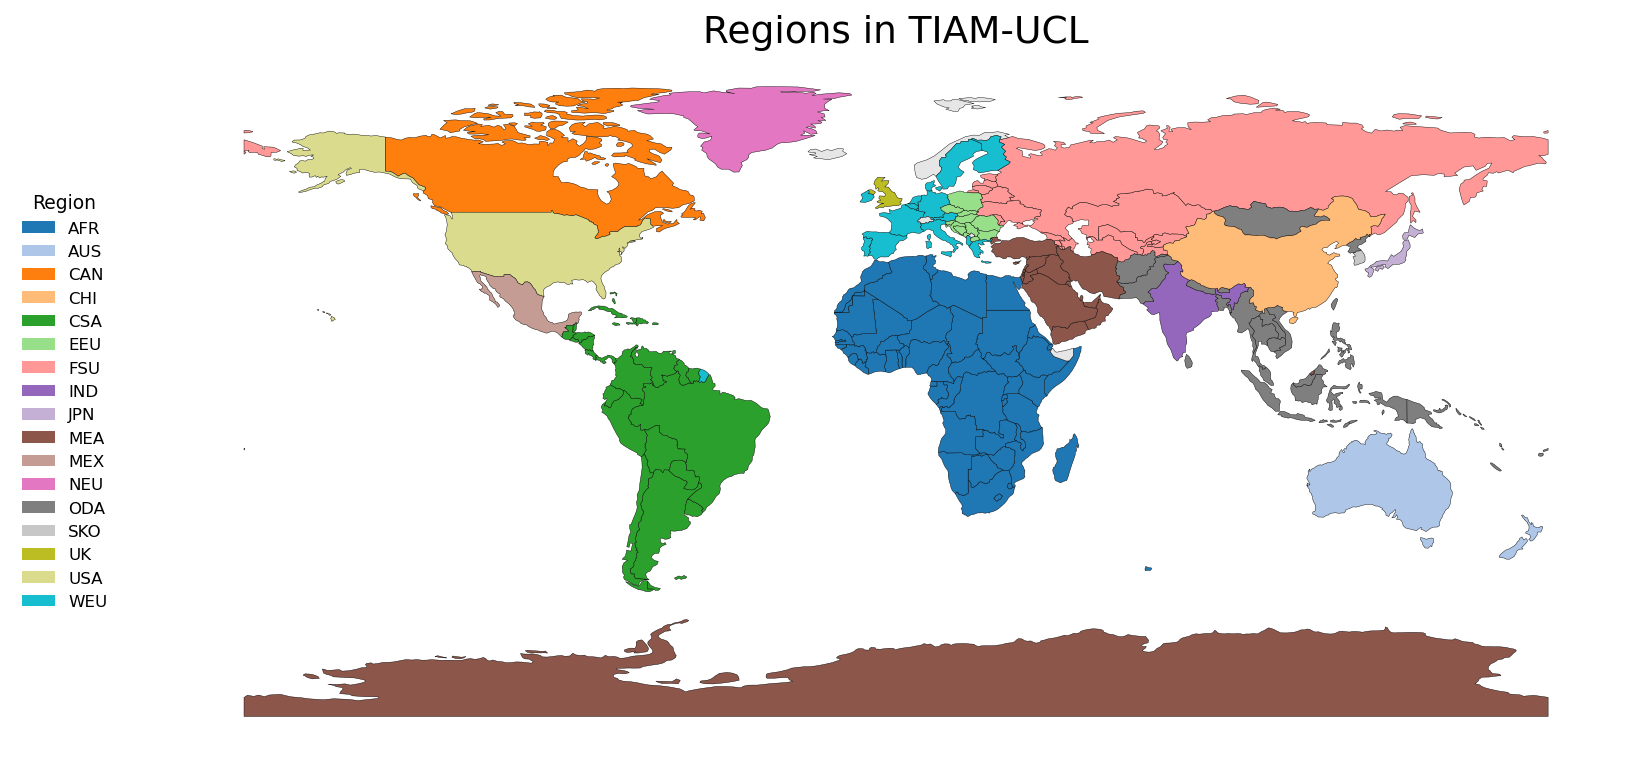 Regions in TIAM-UCL
Region
AFR
AUS
CAN
CHI
CSA
EEU
FSU
IND
JPN
MEA
MEX
NEU
ODA
SKO
UK
USA
WEU